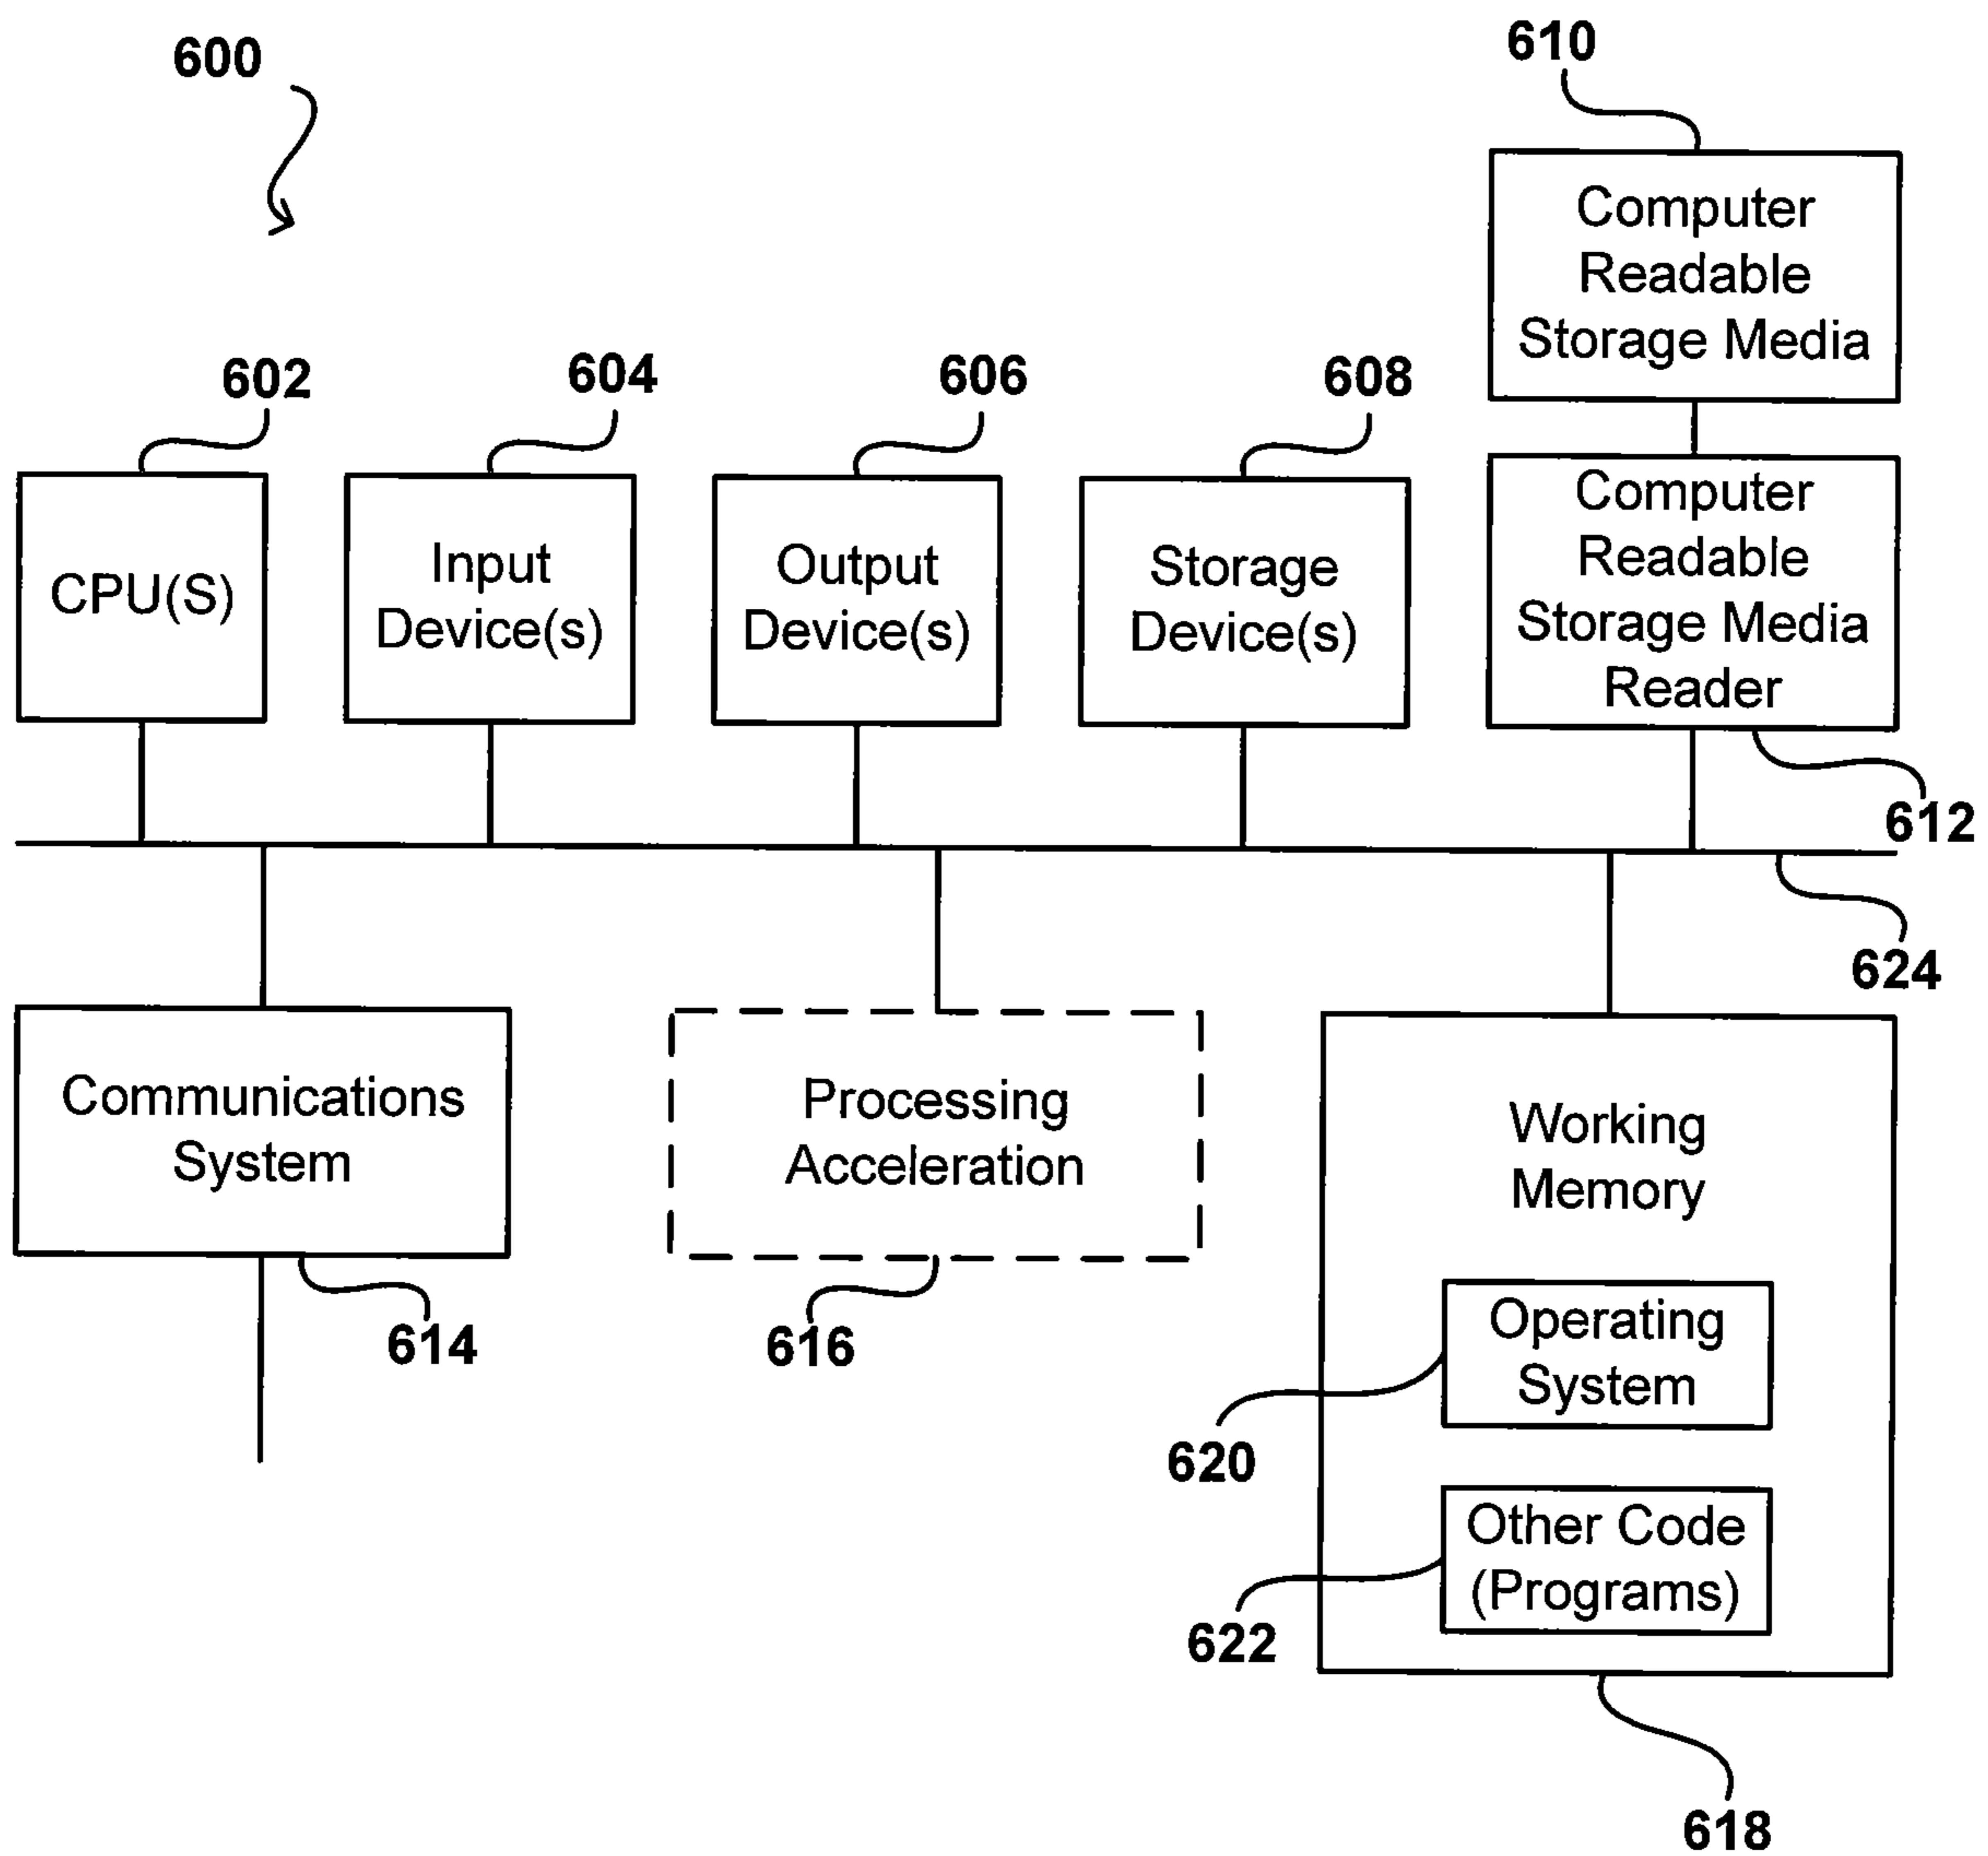 600
610
Computer
Readable
Storage Media
602
604
606
608
CPU(S)
Input
Device(s)
Output
Device(s)
Storage
Device(s)
Computer
Readable
Storage Media
Reader
612
624
Communications
System
614
Processing
Acceleration
616
Working
Memory
Operating
System
620
Other Code
(Programs)
622
618